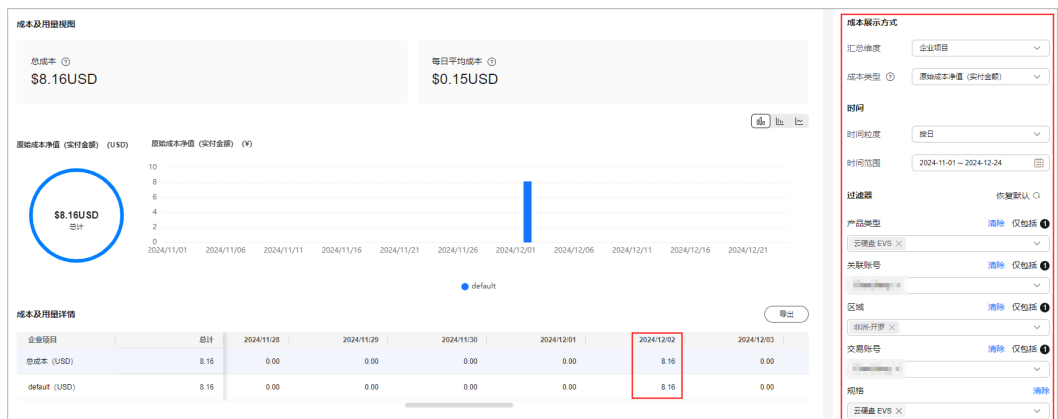 成本及用量视图
总成本 ?
$8.16USD
每日平均成本 ?
$0.15USD
原始成本净值（实付金额）（USD）
$8.16USD
总计
原始成本净值（实付金额）（¥）
10
8
6
4
2
0
2024/11/01 2024/11/06 2024/11/11 2024/11/16 2024/11/21 2024/11/26 2024/12/01 2024/12/06 2024/12/11 2024/12/16 2024/12/21
default
成本及用量详情
导出
企业项目 总计 2024/11/28 2024/11/29 2024/11/30 2024/12/01 2024/12/02 2024/12/03
总成本（USD） 8.16 0.00 0.00 0.00 0.00 8.16 0.00
default（USD） 8.16 0.00 0.00 0.00 0.00 8.16 0.00
成本展示方式
汇总维度 企业项目
成本类型 ? 原始成本净值（实付金额）
时间
时间粒度 按日
时间范围 2024-11-01 – 2024-12-24
过滤器 恢复默认
产品类型 清除 仅包括 1
云硬盘 EVS ×
关联账号 清除 仅包括 1
区域 清除 仅包括 1
非洲-开罗 ×
交易账号 清除 仅包括 1
规格 清除
云硬盘 EVS ×